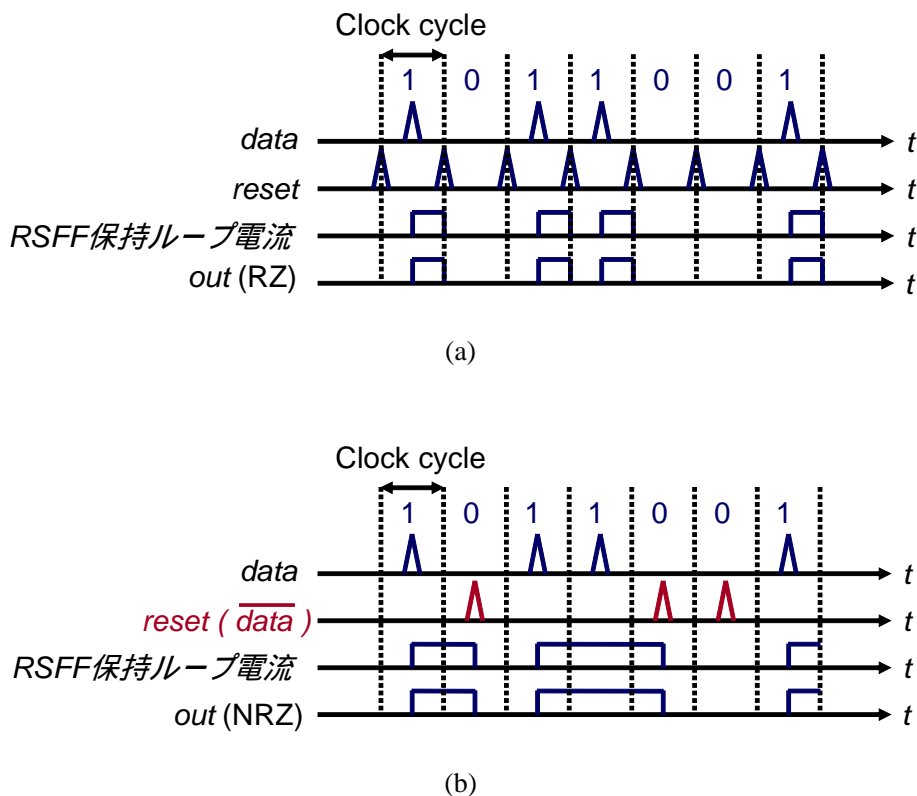 Clock cycle
1 0 1 1 0 0 1
data t
reset t
RSFF保持ループ電流 t
out (RZ) t
(a)
Clock cycle
1 0 1 1 0 0 1
data t
reset ( data ) t
RSFF保持ループ電流 t
out (NRZ) t
(b)